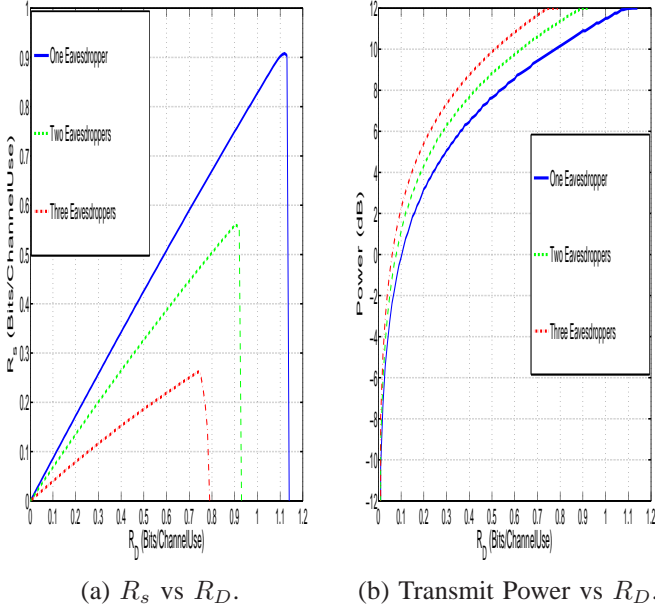 1
0.9
0.8
0.7
0.6
0.5
0.4
0.3
0.2
0.1
0
R_s (Bits/ChannelUse)
One Eavesdropper
Two Eavesdroppers
Three Eavesdroppers
0 0.1 0.2 0.3 0.4 0.5 0.6 0.7 0.8 0.9 1 1.1 1.2
R_D (Bits/ChannelUse)
(a) R_s vs R_D.
12
10
8
6
4
2
0
−2
−4
−6
−8
−10
−12
Power (dB)
One Eavesdropper
Two Eavesdroppers
Three Eavesdroppers
0 0.1 0.2 0.3 0.4 0.5 0.6 0.7 0.8 0.9 1 1.1 1.2
R_D (Bits/ChannelUse)
(b) Transmit Power vs R_D.